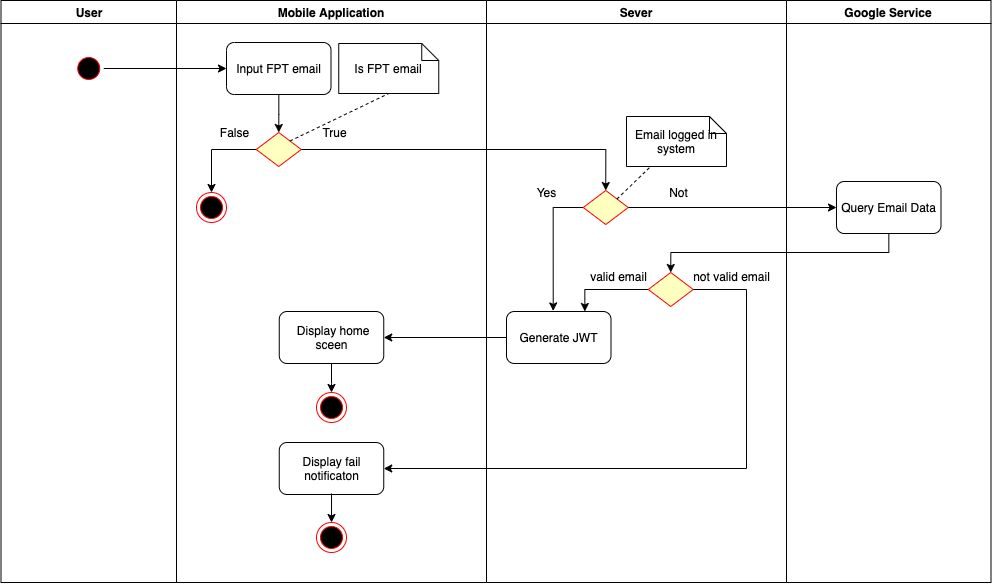 User
Mobile Application
Sever
Google Service
Input FPT email
Is FPT email
False
True
Email logged in
system
Yes
Not
Query Email Data
valid email
not valid email
Display home
sceen
Generate JWT
Display fail
notificaton